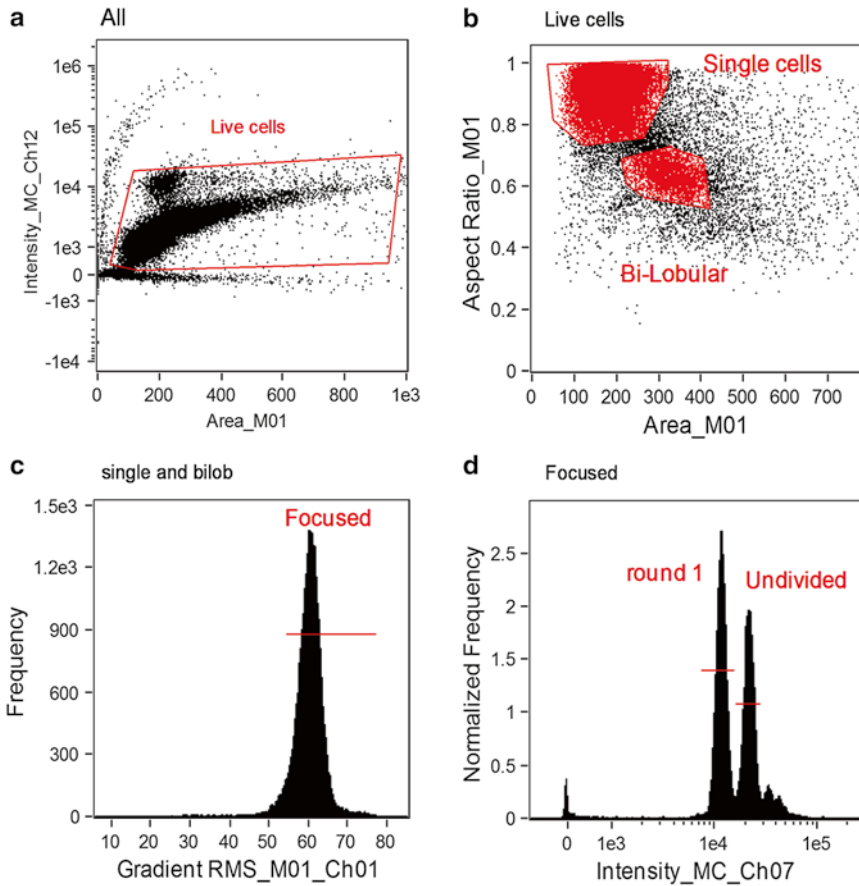 a
All
1e6
1e5
1e4
1e3
0
-1e3
-1e4
Intensity_MC_Ch12
Live cells
0
200
400
600
800
1e3
Area_M01
b
Live cells
1
0.8
0.6
0.4
0.2
0
Aspect Ratio_M01
Single cells
Bi-Lobular
0
100
200
300
400
500
600
700
Area_M01
c
single and bilob
1.5e3
1.2e3
900
600
300
0
Frequency
Focused
10
20
30
40
50
60
70
80
Gradient RMS_M01_Ch01
d
Focused
2.5
2
1.5
1
0.5
0
Normalized Frequency
round 1
Undivided
0
1e3
1e4
1e5
Intensity_MC_Ch07